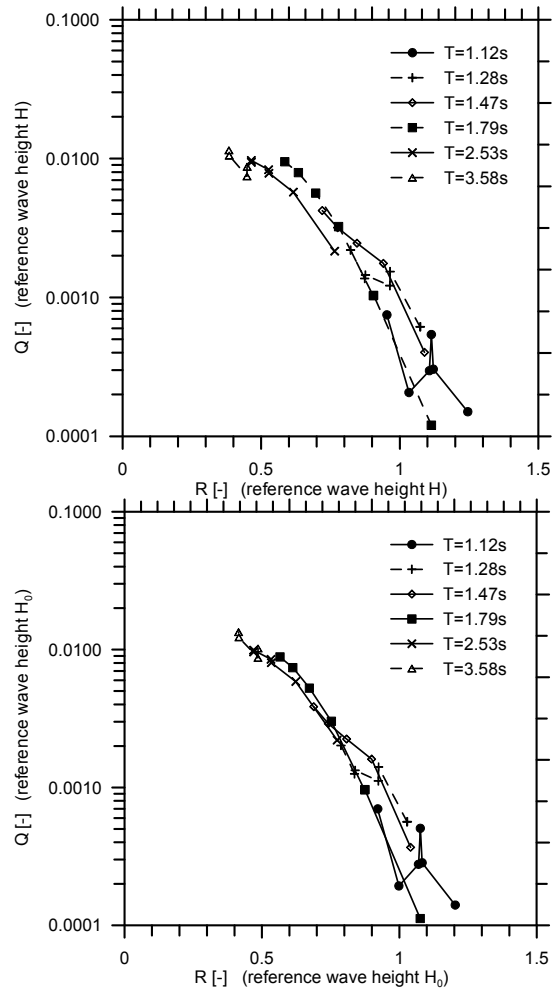 0.1000
0.0100
0.0010
0.0001
Q [-] (reference wave height H)
T=1.12s
T=1.28s
T=1.47s
T=1.79s
T=2.53s
T=3.58s
0 0.5 1 1.5
R [-] (reference wave height H)
0.1000
0.0100
0.0010
0.0001
Q [-] (reference wave height H₀)
T=1.12s
T=1.28s
T=1.47s
T=1.79s
T=2.53s
T=3.58s
0 0.5 1 1.5
R [-] (reference wave height H₀)